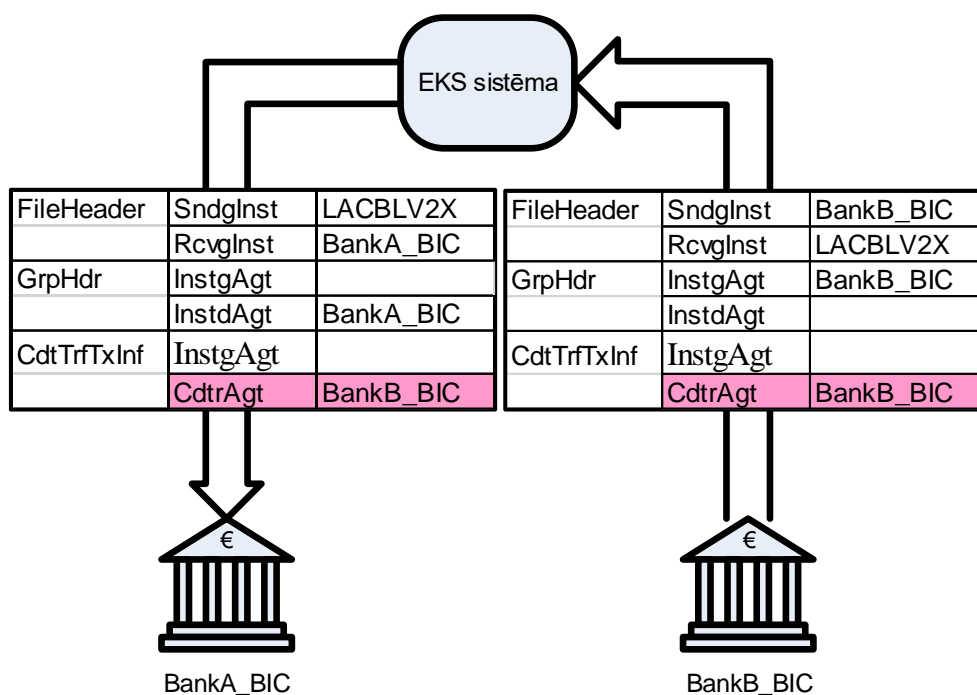 EKS sistēma
FileHeader SndgInst LACBLV2X
RcvgInst BankA_BIC
GrpHdr InstgAgt
InstdAgt BankA_BIC
CdtTrfTxInf InstgAgt
CdtrAgt BankB_BIC
FileHeader SndgInst BankB_BIC
RcvgInst LACBLV2X
GrpHdr InstgAgt BankB_BIC
InstdAgt
CdtTrfTxInf InstgAgt
CdtrAgt BankB_BIC
€
€
BankA_BIC
BankB_BIC